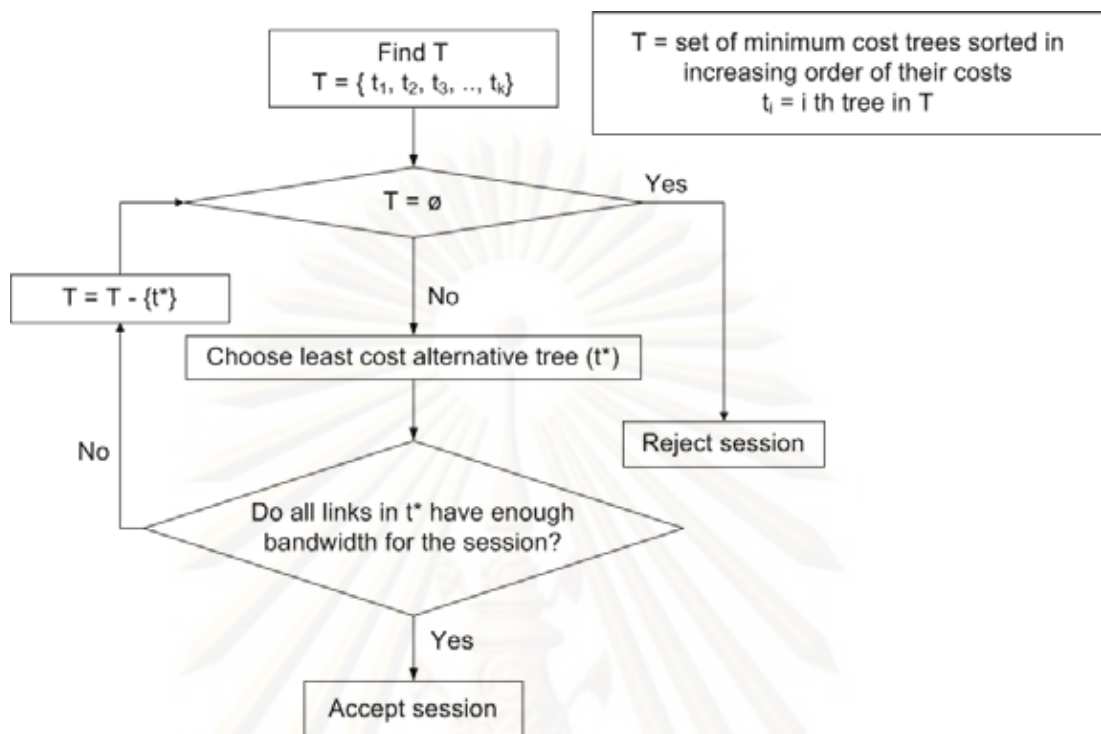 Find T
T = { t₁, t₂, t₃, .., tₖ}
T = set of minimum cost trees sorted in
increasing order of their costs
tᵢ = i th tree in T
T = ø
Yes
T = T - {t*}
No
Choose least cost alternative tree (t*)
Reject session
No
Do all links in t* have enough
bandwidth for the session?
Yes
Accept session